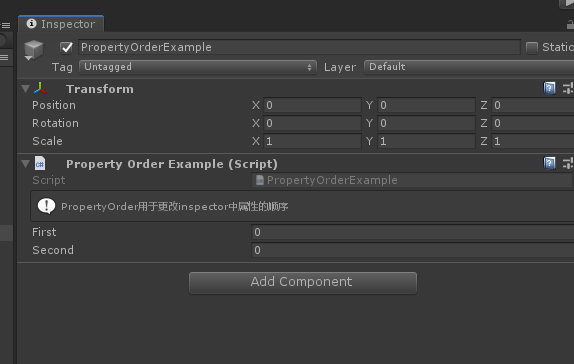 Inspector
PropertyOrderExample Static
Tag Untagged Layer Default
Transform
Position X 0 Y 0 Z 0
Rotation X 0 Y 0 Z 0
Scale X 1 Y 1 Z 1
Property Order Example (Script)
Script PropertyOrderExample
PropertyOrder用于更改inspector中属性的顺序
First 0
Second 0
Add Component